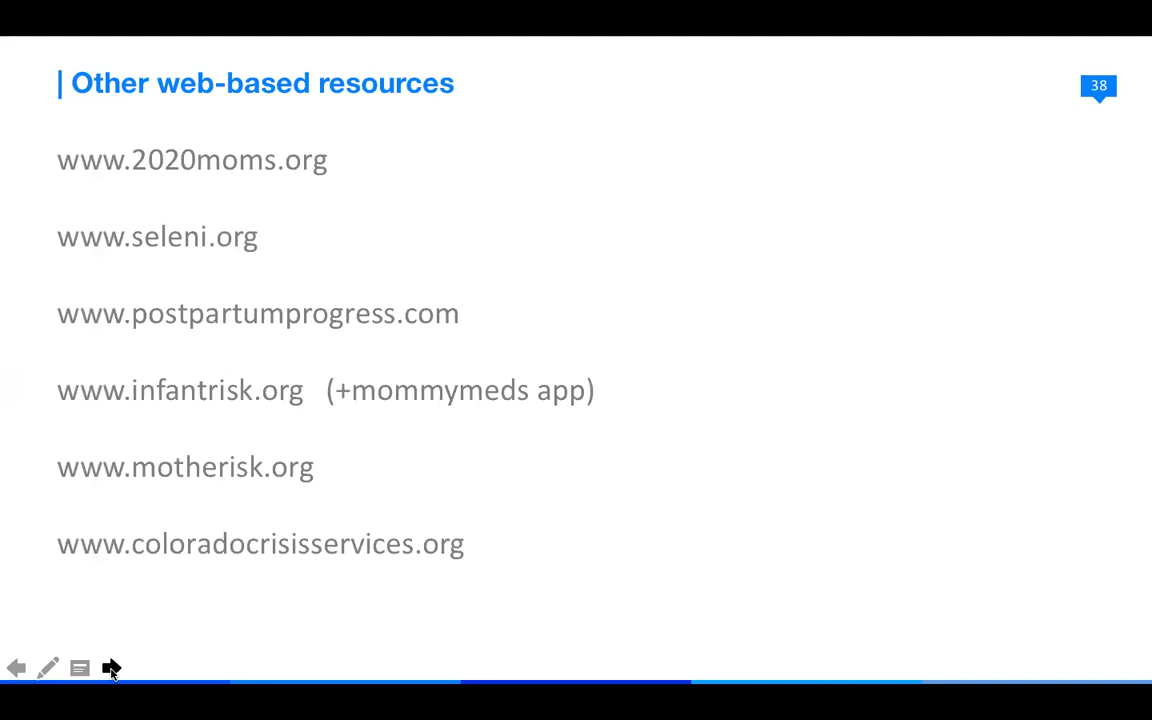 | Other web-based resources
38
www.2020moms.org
www.seleni.org
www.postpartumprogress.com
www.infantrisk.org (+mommymeds app)
www.motherisk.org
www.coloradocrisisservices.org